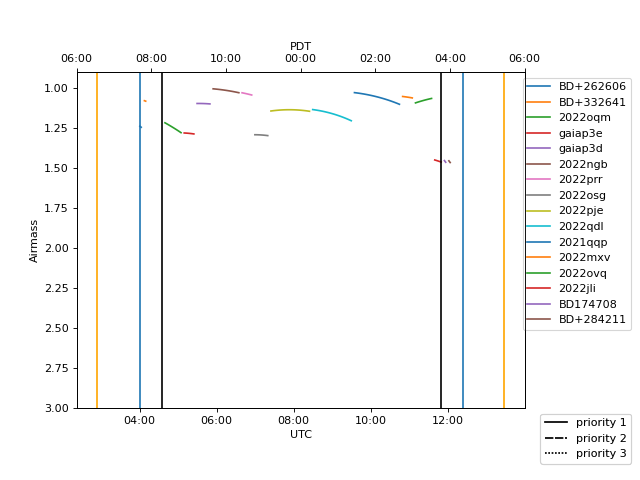 PDT
06:00 08:00 10:00 00:00 02:00 04:00 06:00
Airmass
1.00
1.25
1.50
1.75
2.00
2.25
2.50
2.75
3.00
04:00 06:00 08:00 10:00 12:00
UTC
BD+262606
BD+332641
2022oqm
gaiap3e
gaiap3d
2022ngb
2022prr
2022osg
2022pje
2022qdl
2021qqp
2022mxv
2022ovq
2022jli
BD174708
BD+284211
priority 1
priority 2
priority 3